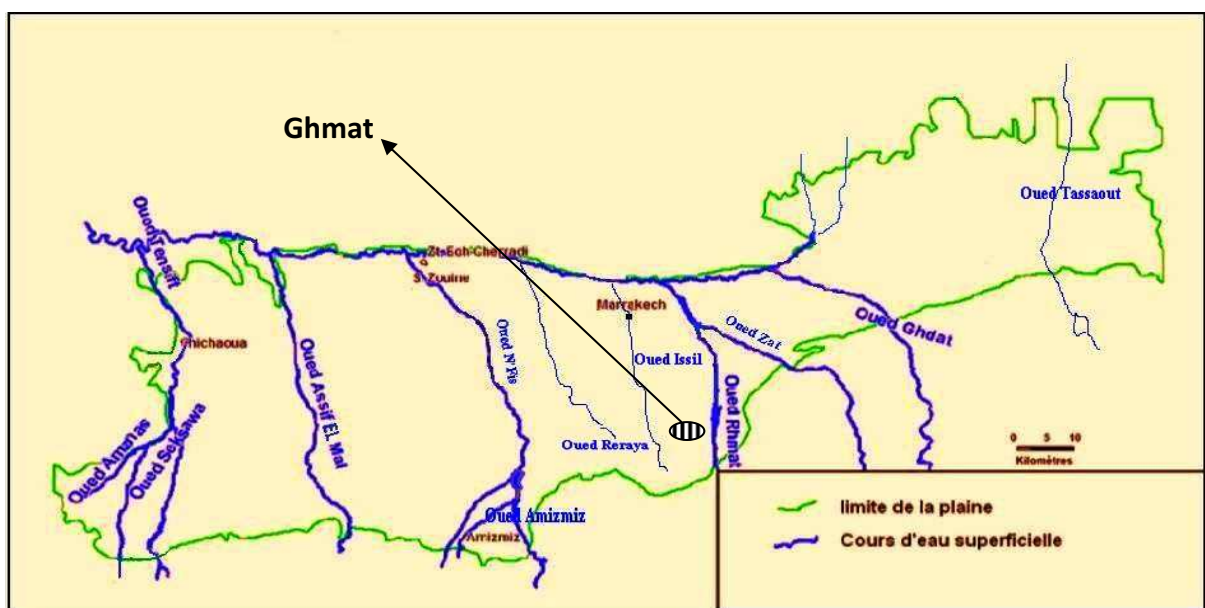 Ghmat
Oued Tassaout
Oued Tensift
Zt-Ech-Cherradi
S-Zouine
Marrakech
Oued Ghdat
Oued Zat
Chichaoua
Oued N'Fis
Oued Issil
Oued Assif EL Mal
Oued Rhmat
Oued Reraya
Oued Amznas
Oued Seksawa
0 5 10
Kilomètres
Oued Amizmiz
Amizmiz
limite de la plaine
Cours d'eau superficielle